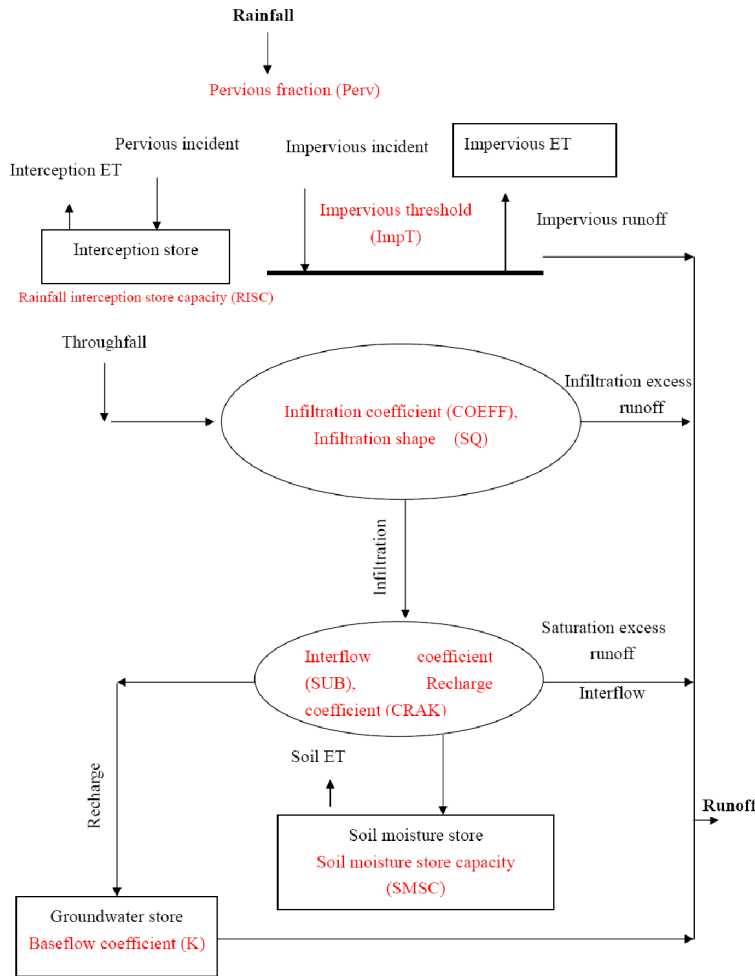 Rainfall
Pervious fraction (Perv)
Pervious incident
Impervious incident
Impervious ET
Interception ET
Impervious threshold
(ImpT)
Impervious runoff
Interception store
Rainfall interception store capacity (RISC)
Throughfall
Infiltration excess
runoff
Infiltration coefficient (COEFF),
Infiltration shape (SQ)
Infiltration
Saturation excess
runoff
Interflow coefficient
(SUB), Recharge
coefficient (CRAK)
Interflow
Soil ET
Recharge
Runoff
Soil moisture store
Soil moisture store capacity
(SMSC)
Groundwater store
Baseflow coefficient (K)